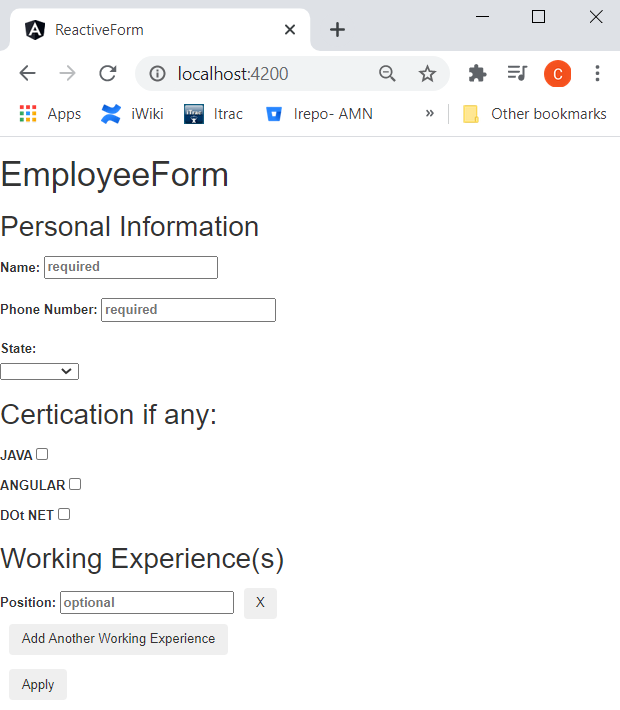 ReactiveForm
localhost:4200
C
Apps iWiki Itrac Irepo- AMN » Other bookmarks
EmployeeForm
Personal Information
Name: required
Phone Number: required
State:
Certication if any:
JAVA
ANGULAR
DOt NET
Working Experience(s)
Position: optional X
Add Another Working Experience
Apply